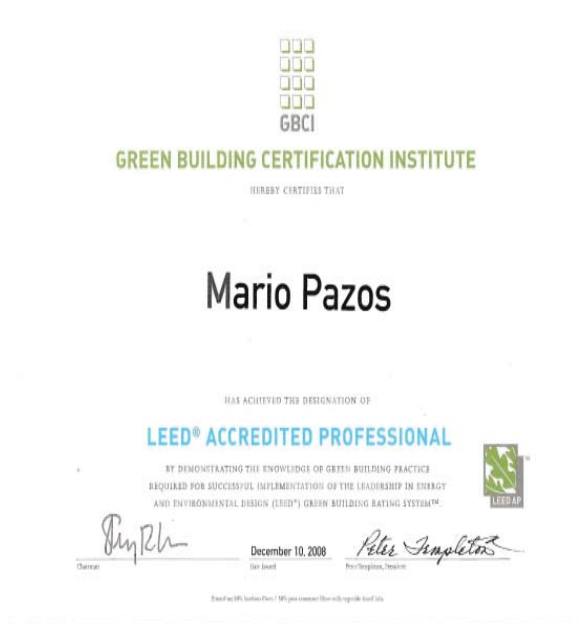 GBCI
GREEN BUILDING CERTIFICATION INSTITUTE
HEREBY CERTIFIES THAT
Mario Pazos
HAS ACHIEVED THE DESIGNATION OF
LEED® ACCREDITED PROFESSIONAL
BY DEMONSTRATING THE KNOWLEDGE OF GREEN BUILDING PRACTICE
REQUIRED FOR SUCCESSFUL IMPLEMENTATION OF THE LEADERSHIP IN ENERGY
AND ENVIRONMENTAL DESIGN (LEED®) GREEN BUILDING RATING SYSTEM™.
LEED AP
Peter Templeton
December 10, 2008
Chairman
Date Issued
Peter Templeton, President